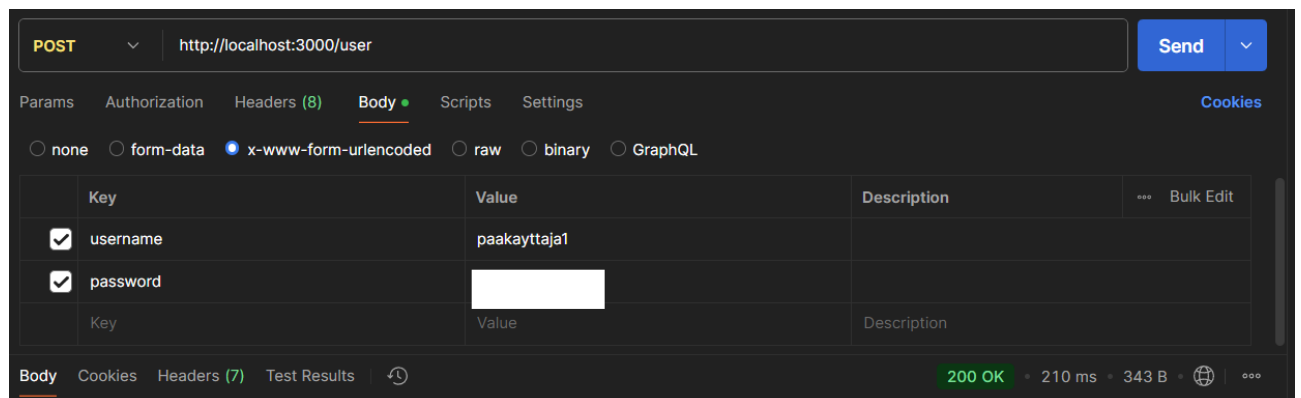 POST http://localhost:3000/user Send
Params Authorization Headers (8) Body Scripts Settings Cookies
none form-data x-www-form-urlencoded raw binary GraphQL
Key Value Description Bulk Edit
username paakayttaja1
password
Key Value Description
Body Cookies Headers (7) Test Results 200 OK 210 ms 343 B